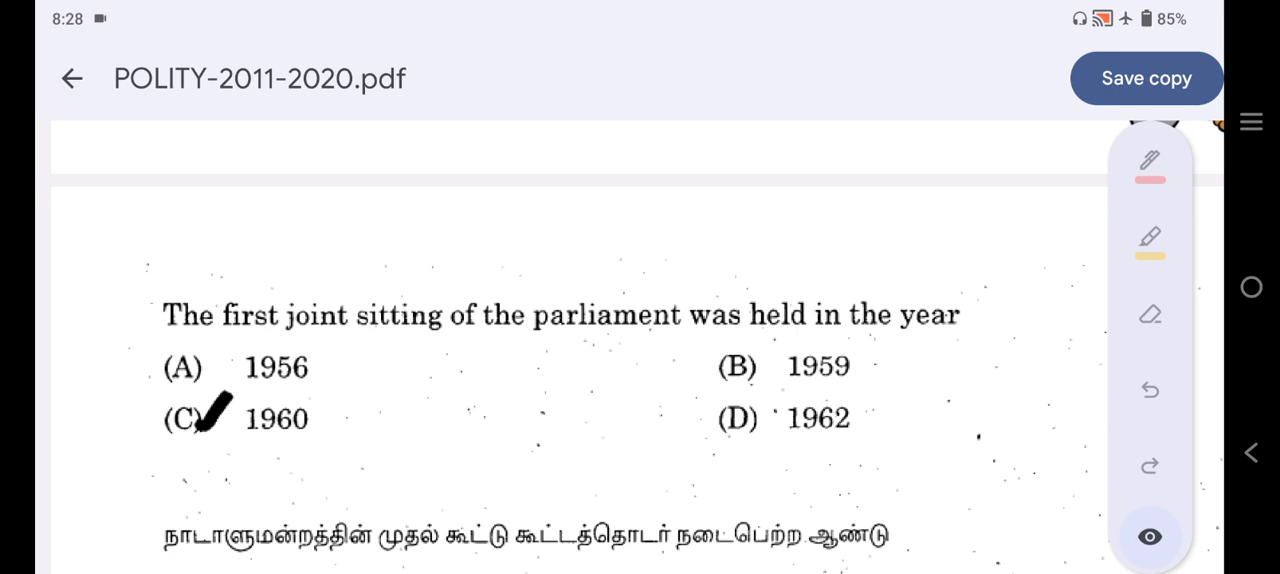 8:28
85%
POLITY-2011-2020.pdf
Save copy
The first joint sitting of the parliament was held in the year
(A) 1956
(B) 1959
(C) 1960
(D) 1962
நாடாளுமன்றத்தின் முதல் கூட்டு கூட்டத்தொடர் நடைபெற்ற ஆண்டு